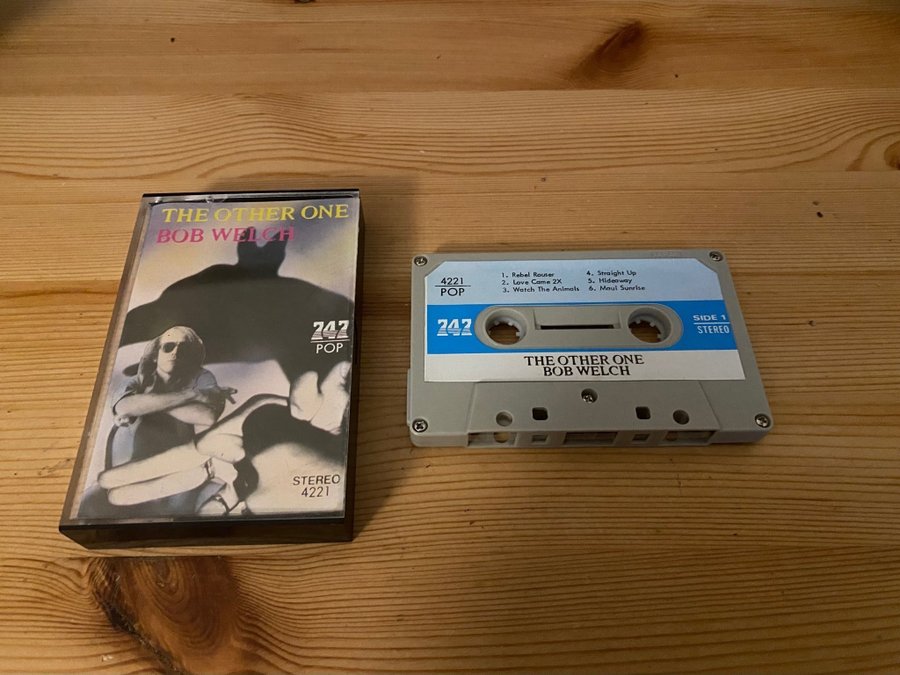 THE OTHER ONE
BOB WELCH
747
POP
STEREO
4221
4221
POP
1. Rebel Rouser
2. Love Came 2X
3. Watch The Animals
4. Straight Up
5. Hideaway
6. Maui Sunrise
747
SIDE 1
STEREO
THE OTHER ONE
BOB WELCH